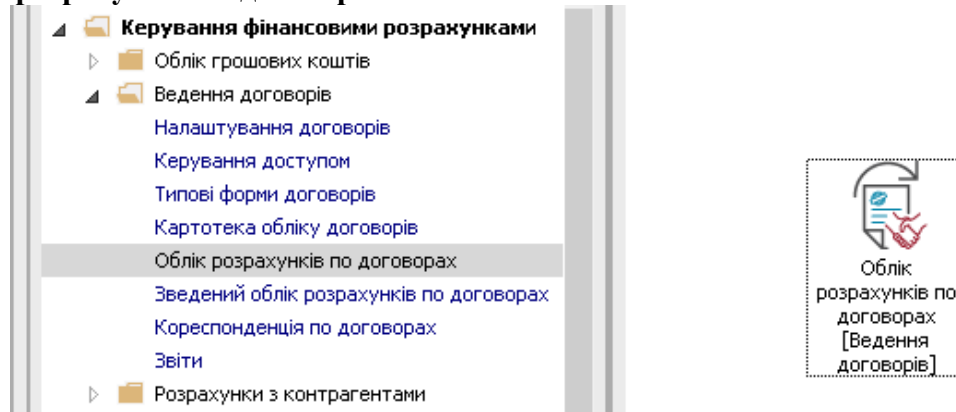 Керування фінансовими розрахунками
Облік грошових коштів
Ведення договорів
Налаштування договорів
Керування доступом
Типові форми договорів
Картотека обліку договорів
Облік розрахунків по договорах
Зведений облік розрахунків по договорах
Кореспонденція по договорах
Звіти
Розрахунки з контрагентами
Облік
розрахунків по
договорах
[Ведення
договорів]